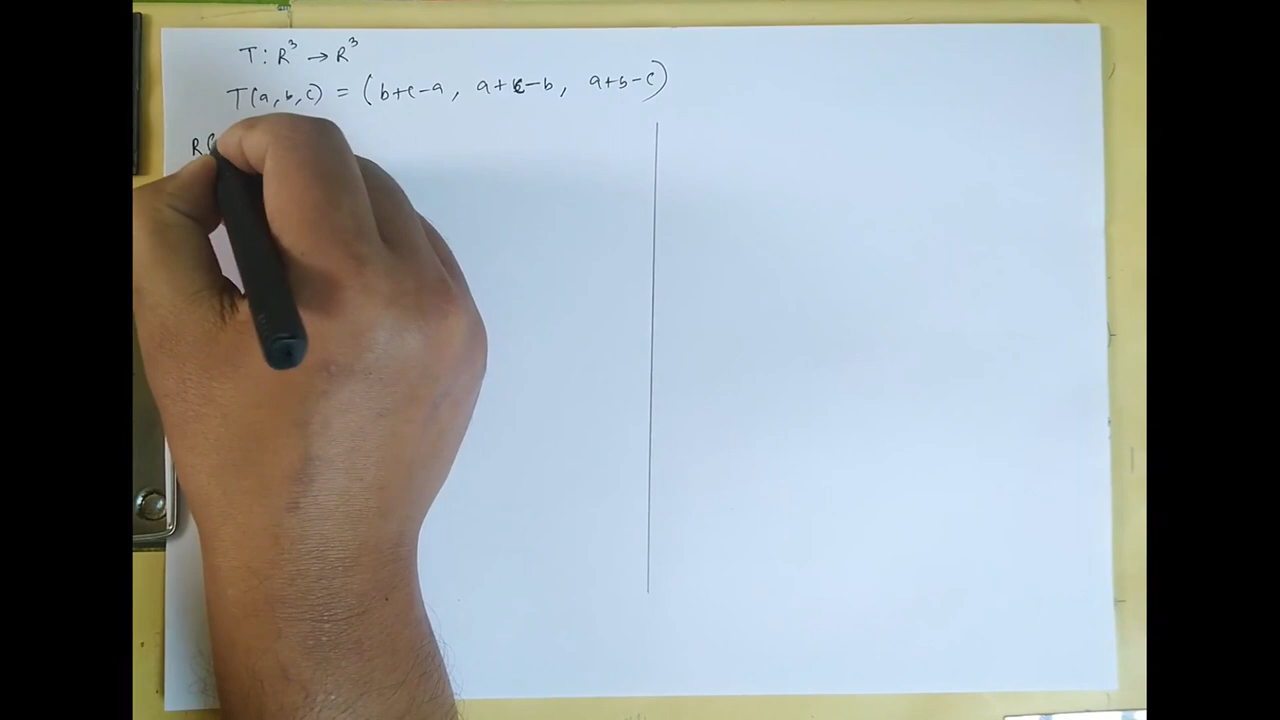 T: R³ → R³
T(a, b, c) = (b+c-a, a+c-b, a+b-c)
R(